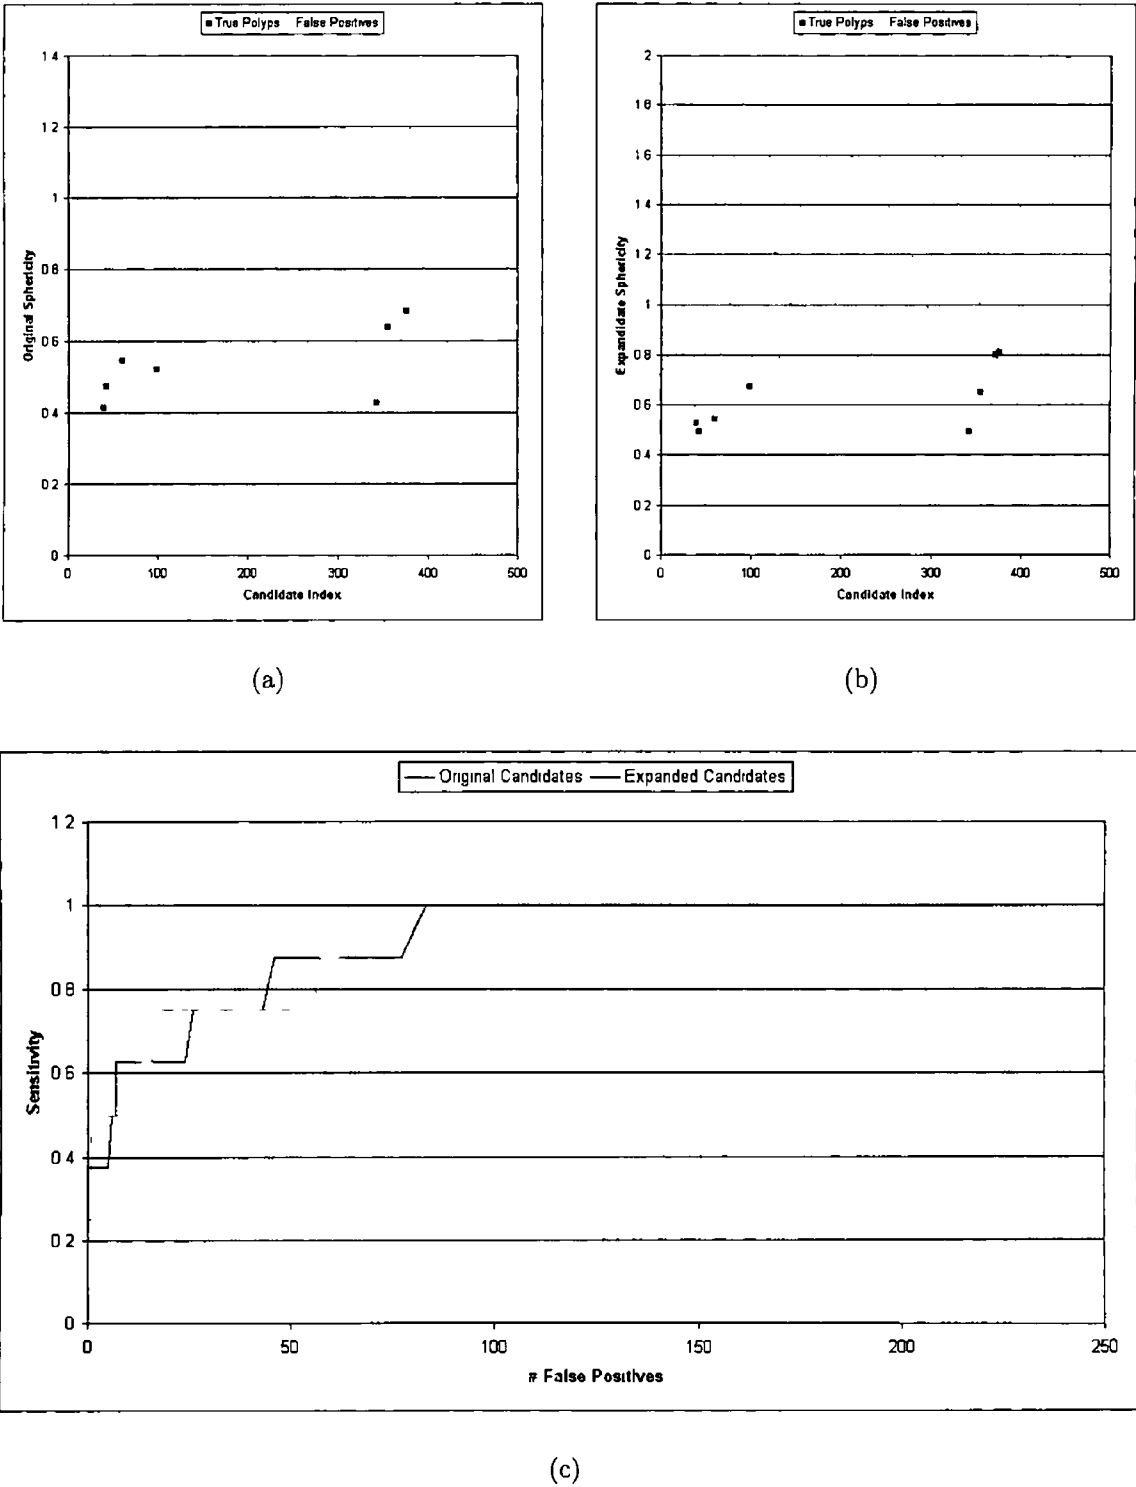 True Polyps False Positives
1 4
1 2
1
0 8
0 6
0 4
0 2
0
Original Sphericity
0 100 200 300 400 500
Candidate Index
(a)
True Polyps False Positives
2
1 8
1 6
1 4
1 2
1
0 8
0 6
0 4
0 2
0
Expandidate Sphericity
0 100 200 300 400 500
Candidate Index
(b)
Original Candidates Expanded Candidates
1 2
1
0 8
0 6
0 4
0 2
0
Sensitivity
0 50 100 150 200 250
# False Positives
(c)